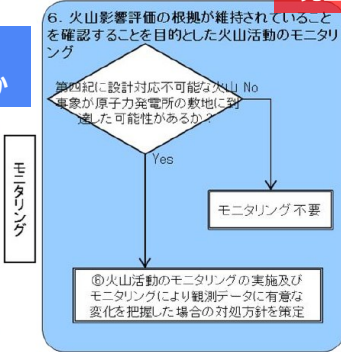 6. 火山影響評価の根拠が維持されていること
を確認することを目的とした火山活動のモニタリ
ング
か
第四紀に設計対応不可能な火山
事象が原子力発電所の敷地に到
達した可能性があるか?
No
Yes
モニタリング
モニタリング不要
⑥火山活動のモニタリングの実施及び
モニタリングにより観測データに有意な
変化を把握した場合の対処方針を策定